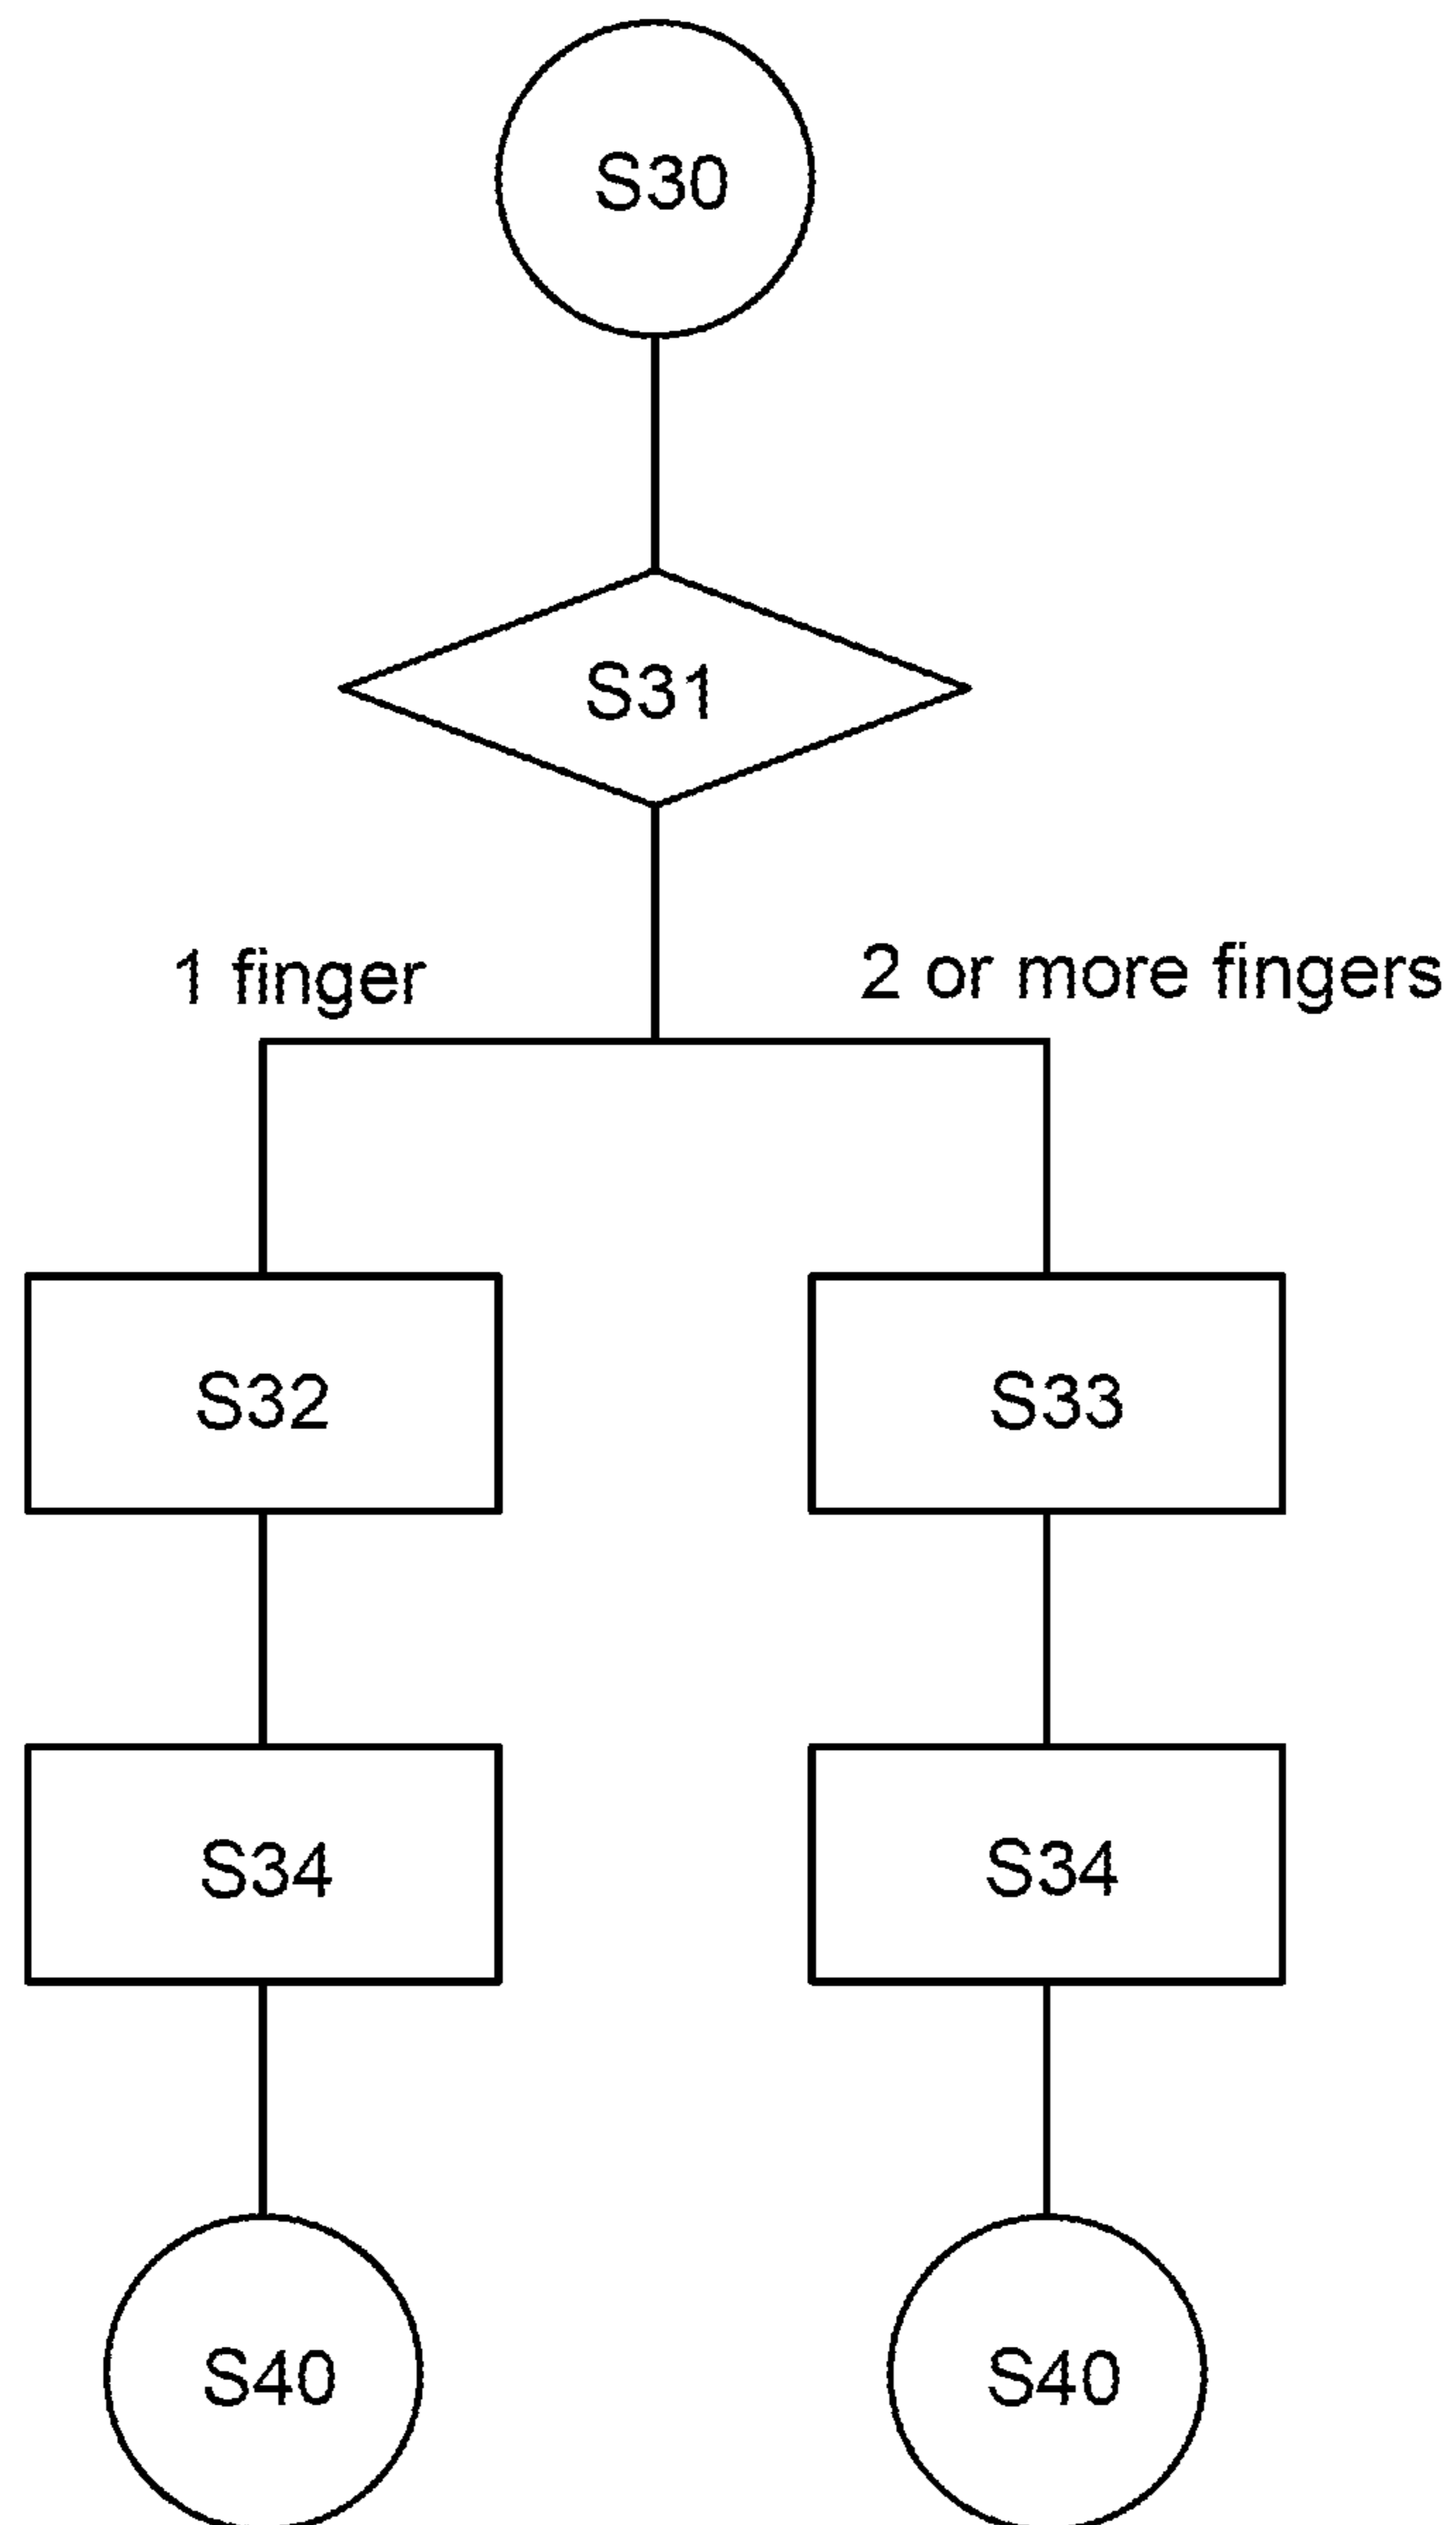 S30
S31
1 finger
2 or more fingers
S32
S33
S34
S34
S40
S40